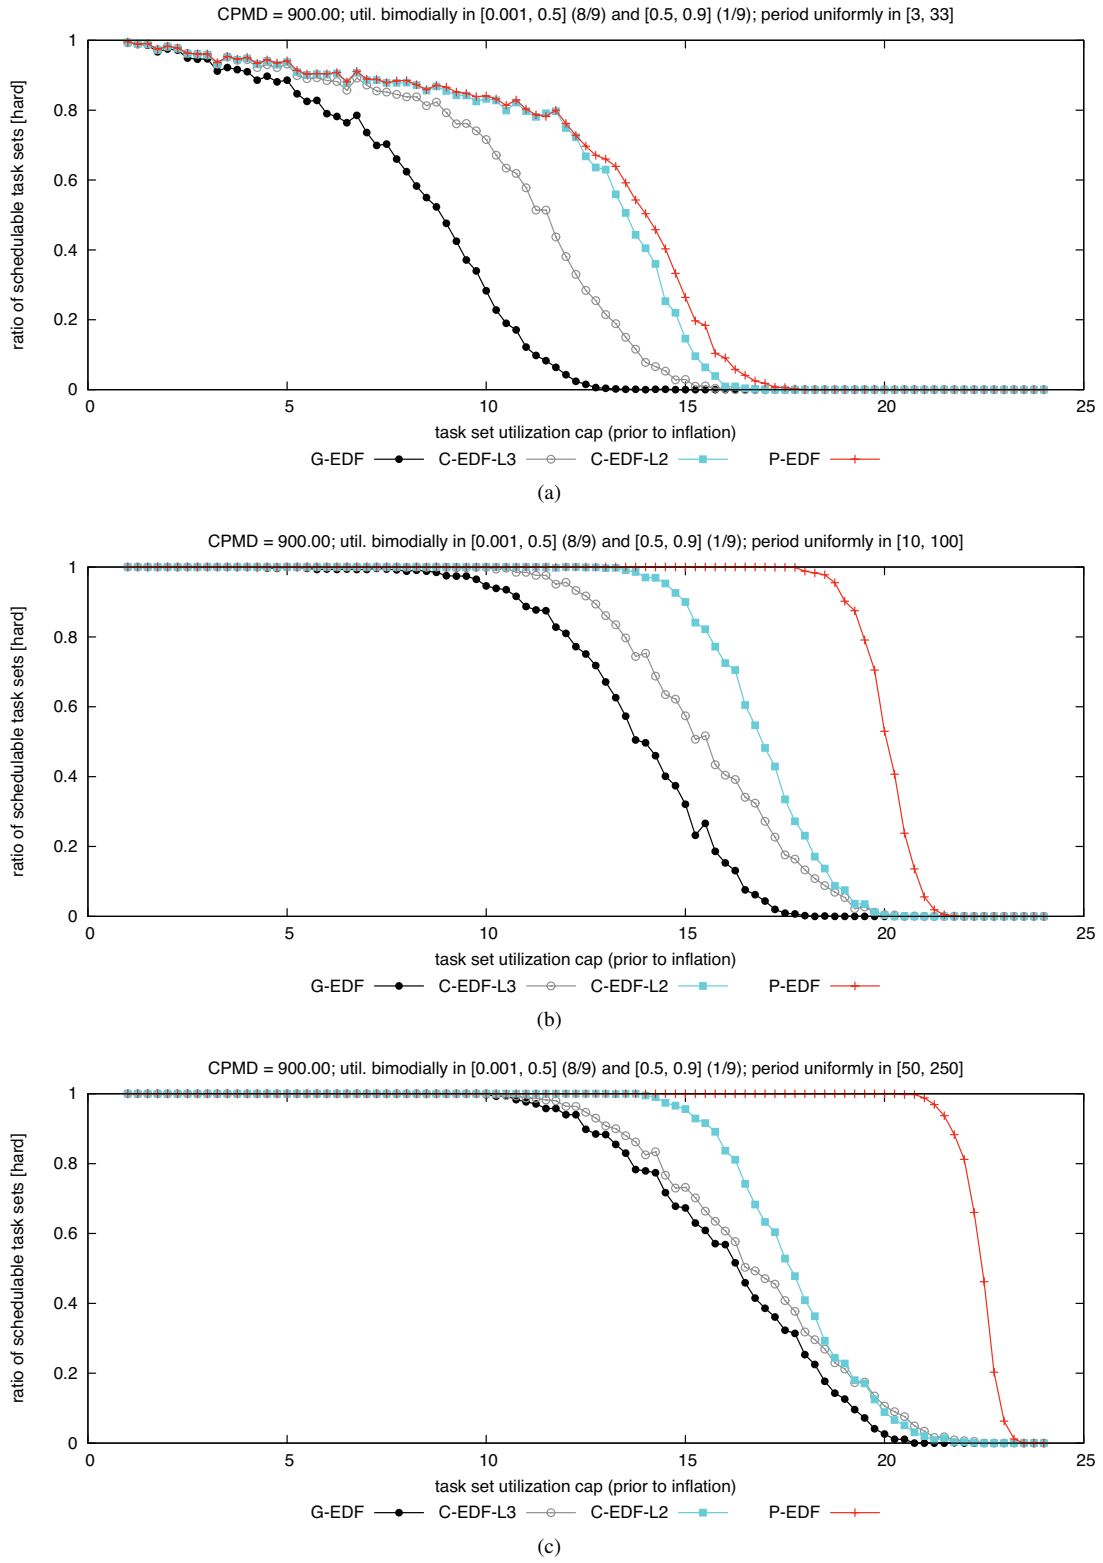 CPMD = 900.00; util. bimodially in [0.001, 0.5] (8/9) and [0.5, 0.9] (1/9); period uniformly in [3, 33]
ratio of schedulable task sets [hard]
1
0.8
0.6
0.4
0.2
0
0 5 10 15 20 25
task set utilization cap (prior to inflation)
G-EDF C-EDF-L3 C-EDF-L2 P-EDF
(a)
CPMD = 900.00; util. bimodially in [0.001, 0.5] (8/9) and [0.5, 0.9] (1/9); period uniformly in [10, 100]
ratio of schedulable task sets [hard]
1
0.8
0.6
0.4
0.2
0
0 5 10 15 20 25
task set utilization cap (prior to inflation)
G-EDF C-EDF-L3 C-EDF-L2 P-EDF
(b)
CPMD = 900.00; util. bimodially in [0.001, 0.5] (8/9) and [0.5, 0.9] (1/9); period uniformly in [50, 250]
ratio of schedulable task sets [hard]
1
0.8
0.6
0.4
0.2
0
0 5 10 15 20 25
task set utilization cap (prior to inflation)
G-EDF C-EDF-L3 C-EDF-L2 P-EDF
(c)